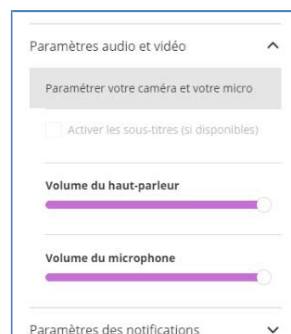 Paramètres audio et vidéo
Paramétrer votre caméra et votre micro
Activer les sous-titres (si disponibles)
Volume du haut-parleur
Volume du microphone
Paramètres des notifications